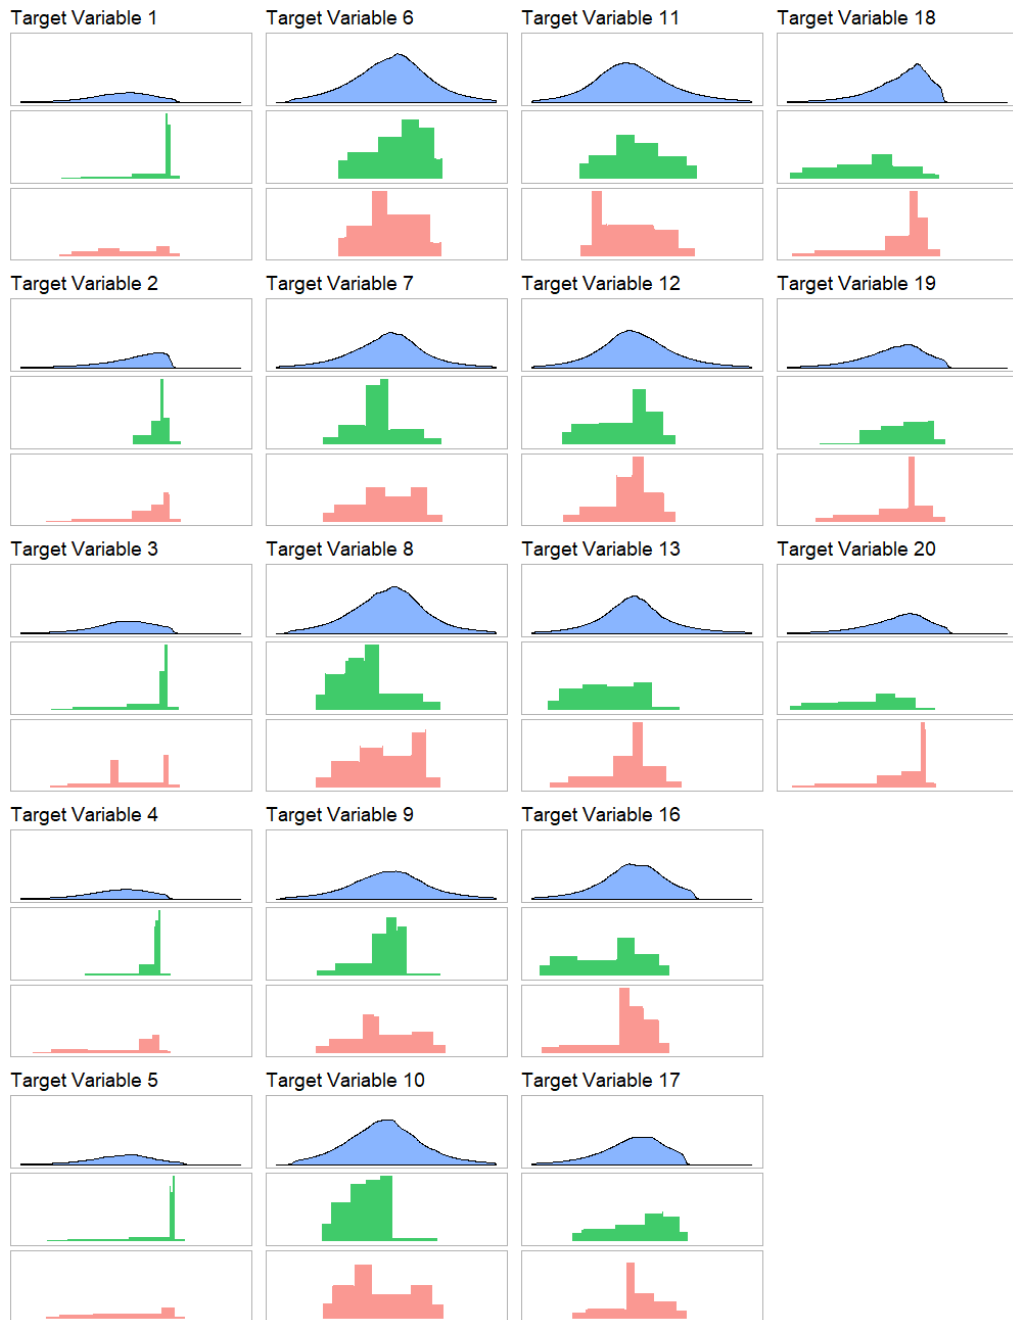 Target Variable 1
Target Variable 6
Target Variable 11
Target Variable 18
Target Variable 2
Target Variable 7
Target Variable 12
Target Variable 19
Target Variable 3
Target Variable 8
Target Variable 13
Target Variable 20
Target Variable 4
Target Variable 9
Target Variable 16
Target Variable 5
Target Variable 10
Target Variable 17